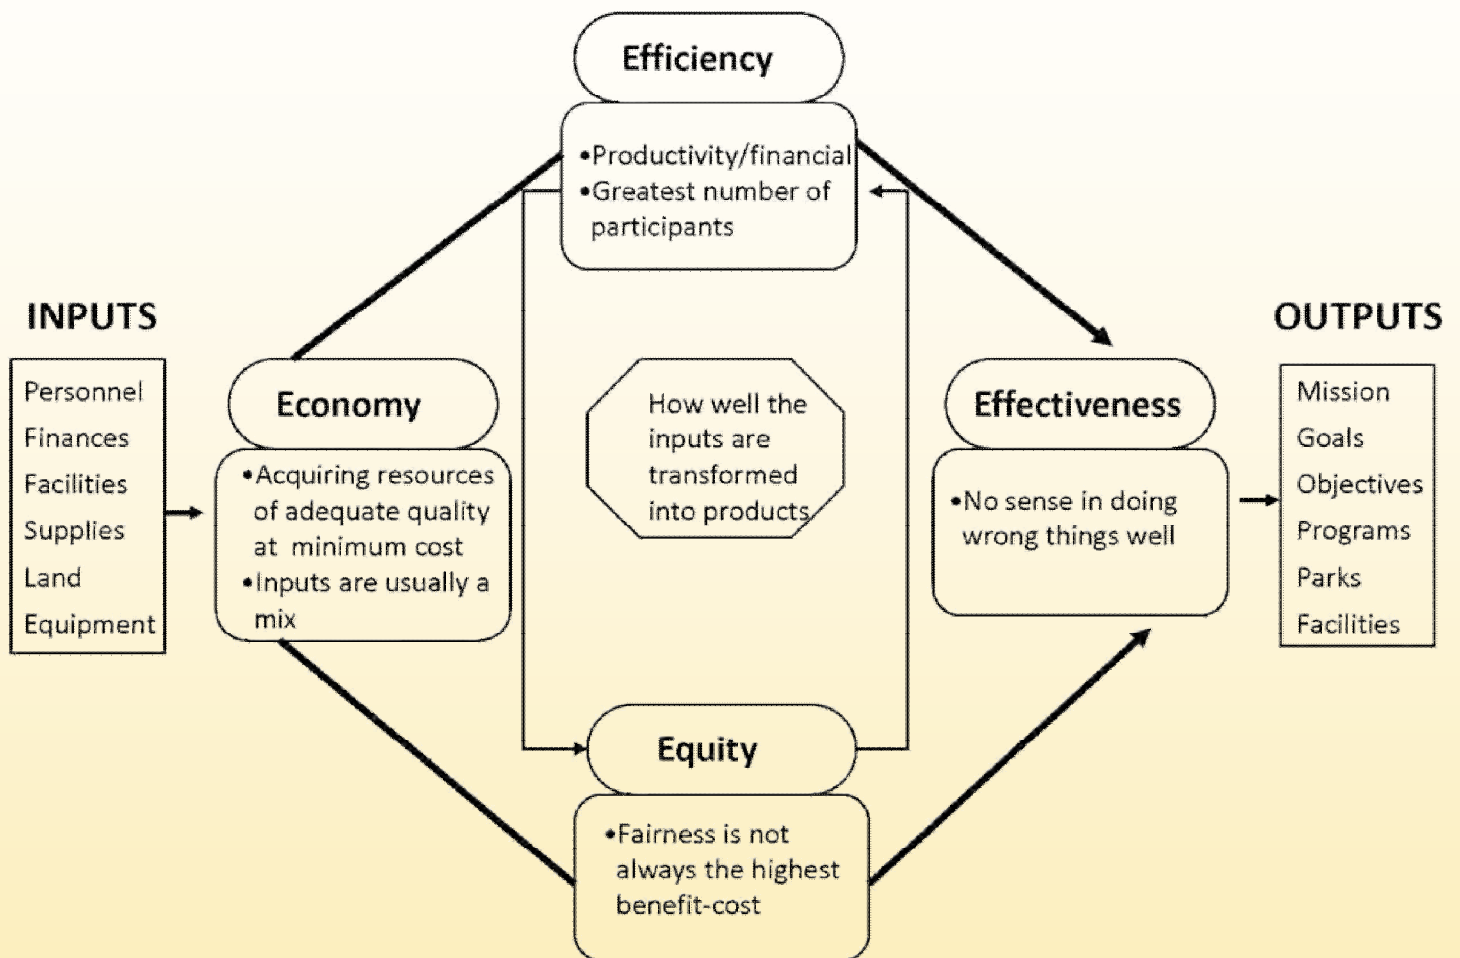 Efficiency
•Productivity/financial
•Greatest number of
participants
INPUTS
Personnel
Finances
Facilities
Supplies
Land
Equipment
Economy
•Acquiring resources
of adequate quality
at minimum cost
•Inputs are usually a
mix
How well the
inputs are
transformed
into products
Effectiveness
•No sense in doing
wrong things well
OUTPUTS
Mission
Goals
Objectives
Programs
Parks
Facilities
Equity
•Fairness is not
always the highest
benefit-cost